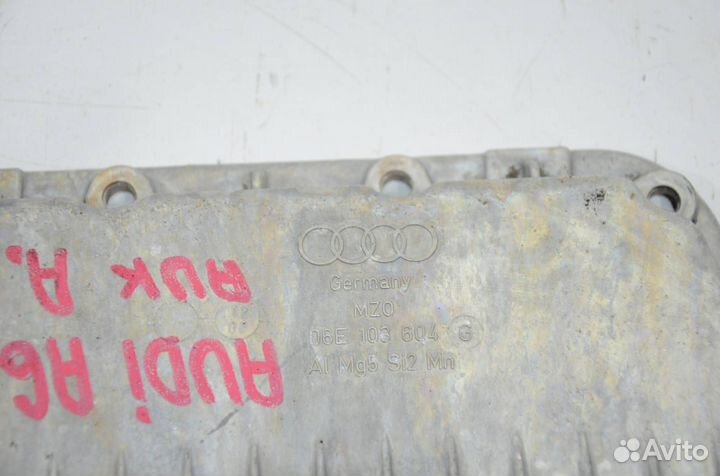 Germany
MZO
06E 103 604 G
Al Mg5 Si2 Mn
AUK A.
AUDi A6
Avito